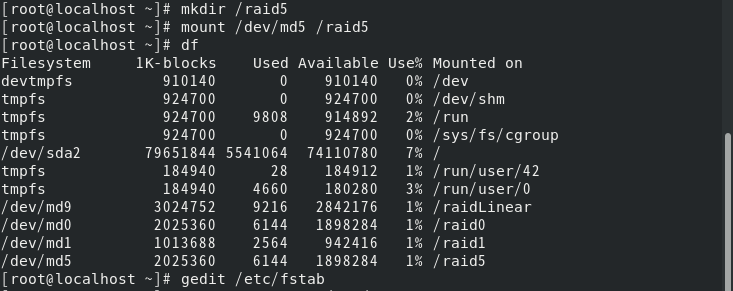 [root@localhost ~]# mkdir /raid5
[root@localhost ~]# mount /dev/md5 /raid5
[root@localhost ~]# df
Filesystem     1K-blocks    Used Available Use% Mounted on
devtmpfs          910140       0    910140   0% /dev
tmpfs             924700       0    924700   0% /dev/shm
tmpfs             924700    9808    914892   2% /run
tmpfs             924700       0    924700   0% /sys/fs/cgroup
/dev/sda2       79651844 5541064  74110780   7% /
tmpfs             184940      28    184912   1% /run/user/42
tmpfs             184940    4660    180280   3% /run/user/0
/dev/md9         3024752    9216   2842176   1% /raidLinear
/dev/md0         2025360    6144   1898284   1% /raid0
/dev/md1         1013688    2564    942416   1% /raid1
/dev/md5         2025360    6144   1898284   1% /raid5
[root@localhost ~]# gedit /etc/fstab